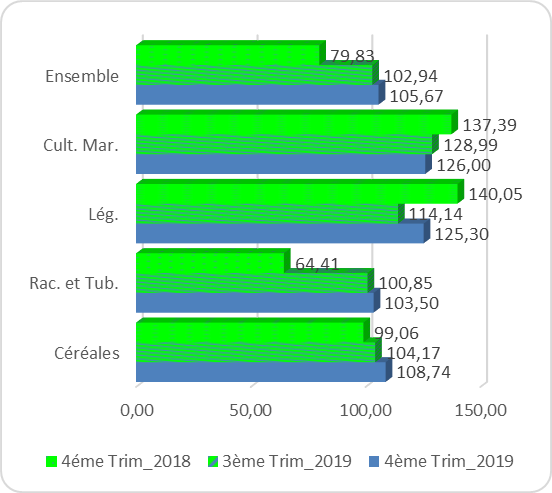 79,83
Ensemble
102,94
105,67
137,39
Cult. Mar.
128,99
126,00
140,05
Lég.
114,14
125,30
64,41
Rac. et Tub.
100,85
103,50
99,06
Céréales
104,17
108,74
0,00 50,00 100,00 150,00
4éme Trim_2018 3ème Trim_2019 4ème Trim_2019